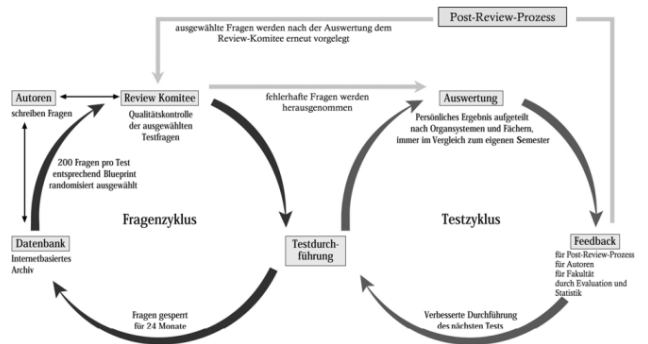 Post-Review-Prozess
ausgewählte Fragen werden nach der Auswertung dem
Review-Komitee erneut vorgelegt
Autoren
schreiben Fragen
Review Komitee
Qualitätskontrolle
der ausgewählten
Testfragen
fehlerhafte Fragen werden
herausgenommen
Auswertung
Persönliches Ergebnis aufgeteilt
nach Organsystemen und Fächern,
immer im Vergleich zum eigenen Semester
200 Fragen pro Test
entsprechend Blueprint
randomisiert ausgewählt
Fragenzyklus
Testzyklus
Datenbank
Internetbasiertes
Archiv
Testdurch-
führung
Feedback
für Post-Review-Prozess
für Autoren
für Fakultät
durch Evaluation und
Statistik
Fragen gesperrt
für 24 Monate
Verbesserte Durchführung
des nächsten Tests